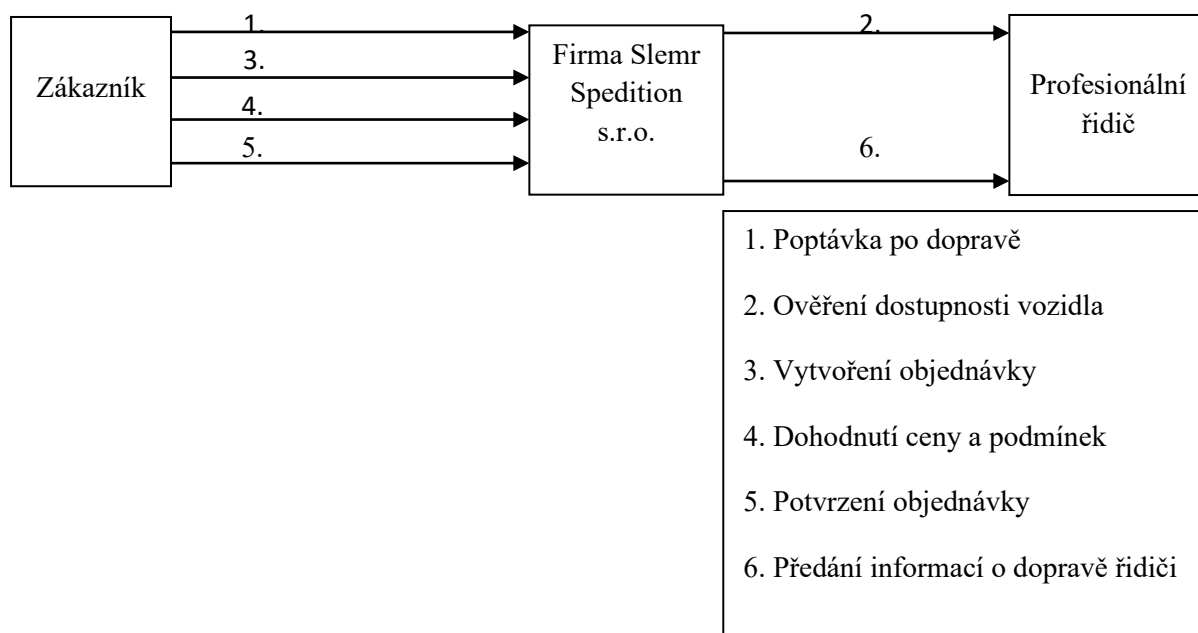 Zákazník
1.
3.
4.
5.
Firma Slemr
Spedition
s.r.o.
2.
6.
Profesionální
řidič
1. Poptávka po dopravě
2. Ověření dostupnosti vozidla
3. Vytvoření objednávky
4. Dohodnutí ceny a podmínek
5. Potvrzení objednávky
6. Předání informací o dopravě řidiči